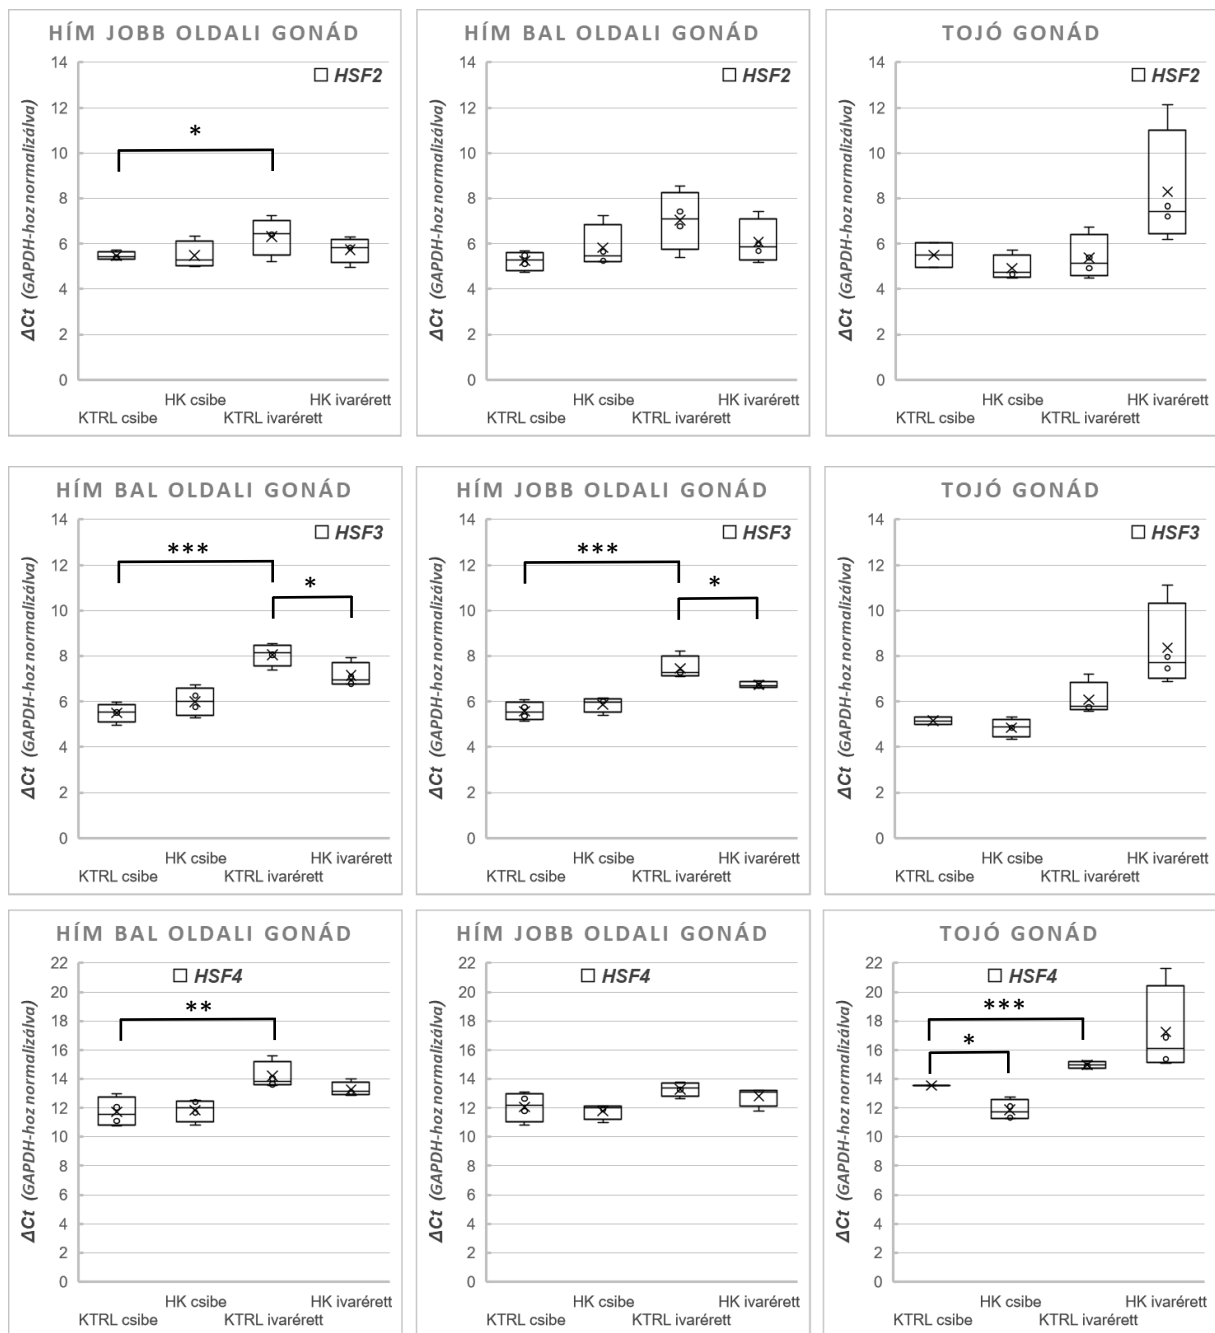 HÍM JOBB OLDALI GONÁD
HSF2
*
ΔCt (GAPDH-hoz normalizálva)
14
12
10
8
6
4
2
0
HK csibe HK ivarérett
KTRL csibe KTRL ivarérett
HÍM BAL OLDALI GONÁD
HSF2
ΔCt (GAPDH-hoz normalizálva)
14
12
10
8
6
4
2
0
HK csibe HK ivarérett
KTRL csibe KTRL ivarérett
TOJÓ GONÁD
HSF2
ΔCt (GAPDH-hoz normalizálva)
14
12
10
8
6
4
2
0
HK csibe HK ivarérett
KTRL csibe KTRL ivarérett
HÍM BAL OLDALI GONÁD
HSF3
***
*
ΔCt (GAPDH-hoz normalizálva)
14
12
10
8
6
4
2
0
HK csibe HK ivarérett
KTRL csibe KTRL ivarérett
HÍM JOBB OLDALI GONÁD
HSF3
***
*
ΔCt (GAPDH-hoz normalizálva)
14
12
10
8
6
4
2
0
HK csibe HK ivarérett
KTRL csibe KTRL ivarérett
TOJÓ GONÁD
HSF3
ΔCt (GAPDH-hoz normalizálva)
14
12
10
8
6
4
2
0
HK csibe HK ivarérett
KTRL csibe KTRL ivarérett
HÍM BAL OLDALI GONÁD
HSF4
**
ΔCt (GAPDH-hoz normalizálva)
22
20
18
16
14
12
10
8
6
4
2
0
HK csibe HK ivarérett
KTRL csibe KTRL ivarérett
HÍM JOBB OLDALI GONÁD
HSF4
ΔCt (GAPDH-hoz normalizálva)
22
20
18
16
14
12
10
8
6
4
2
0
HK csibe HK ivarérett
KTRL csibe KTRL ivarérett
TOJÓ GONÁD
HSF4
***
*
ΔCt (GAPDH-hoz normalizálva)
22
20
18
16
14
12
10
8
6
4
2
0
HK csibe HK ivarérett
KTRL csibe KTRL ivarérett